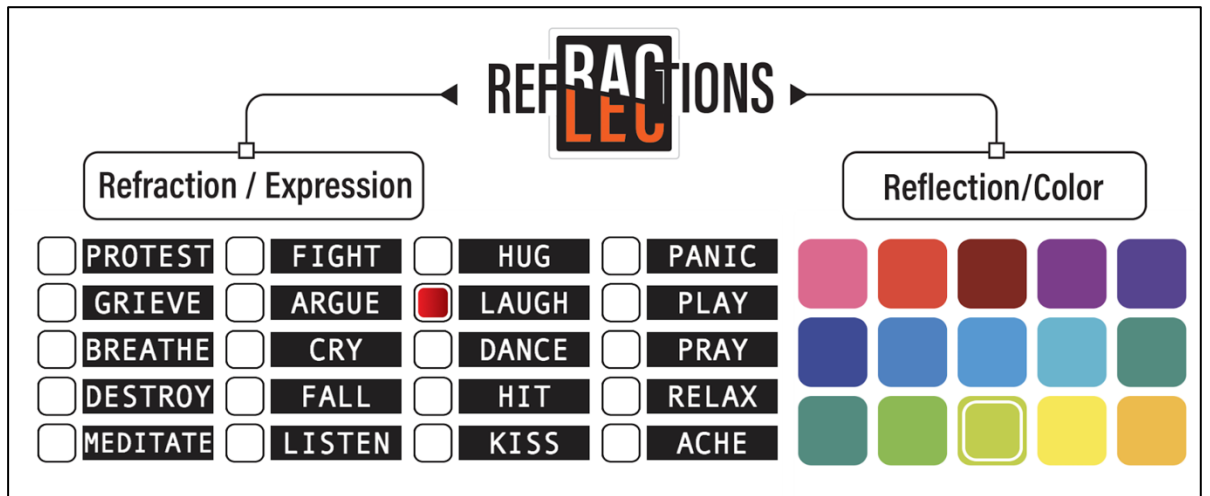 REFRACTIONS
LEC
Refraction / Expression
Reflection/Color
PROTEST FIGHT HUG PANIC
GRIEVE ARGUE LAUGH PLAY
BREATHE CRY DANCE PRAY
DESTROY FALL HIT RELAX
MEDITATE LISTEN KISS ACHE